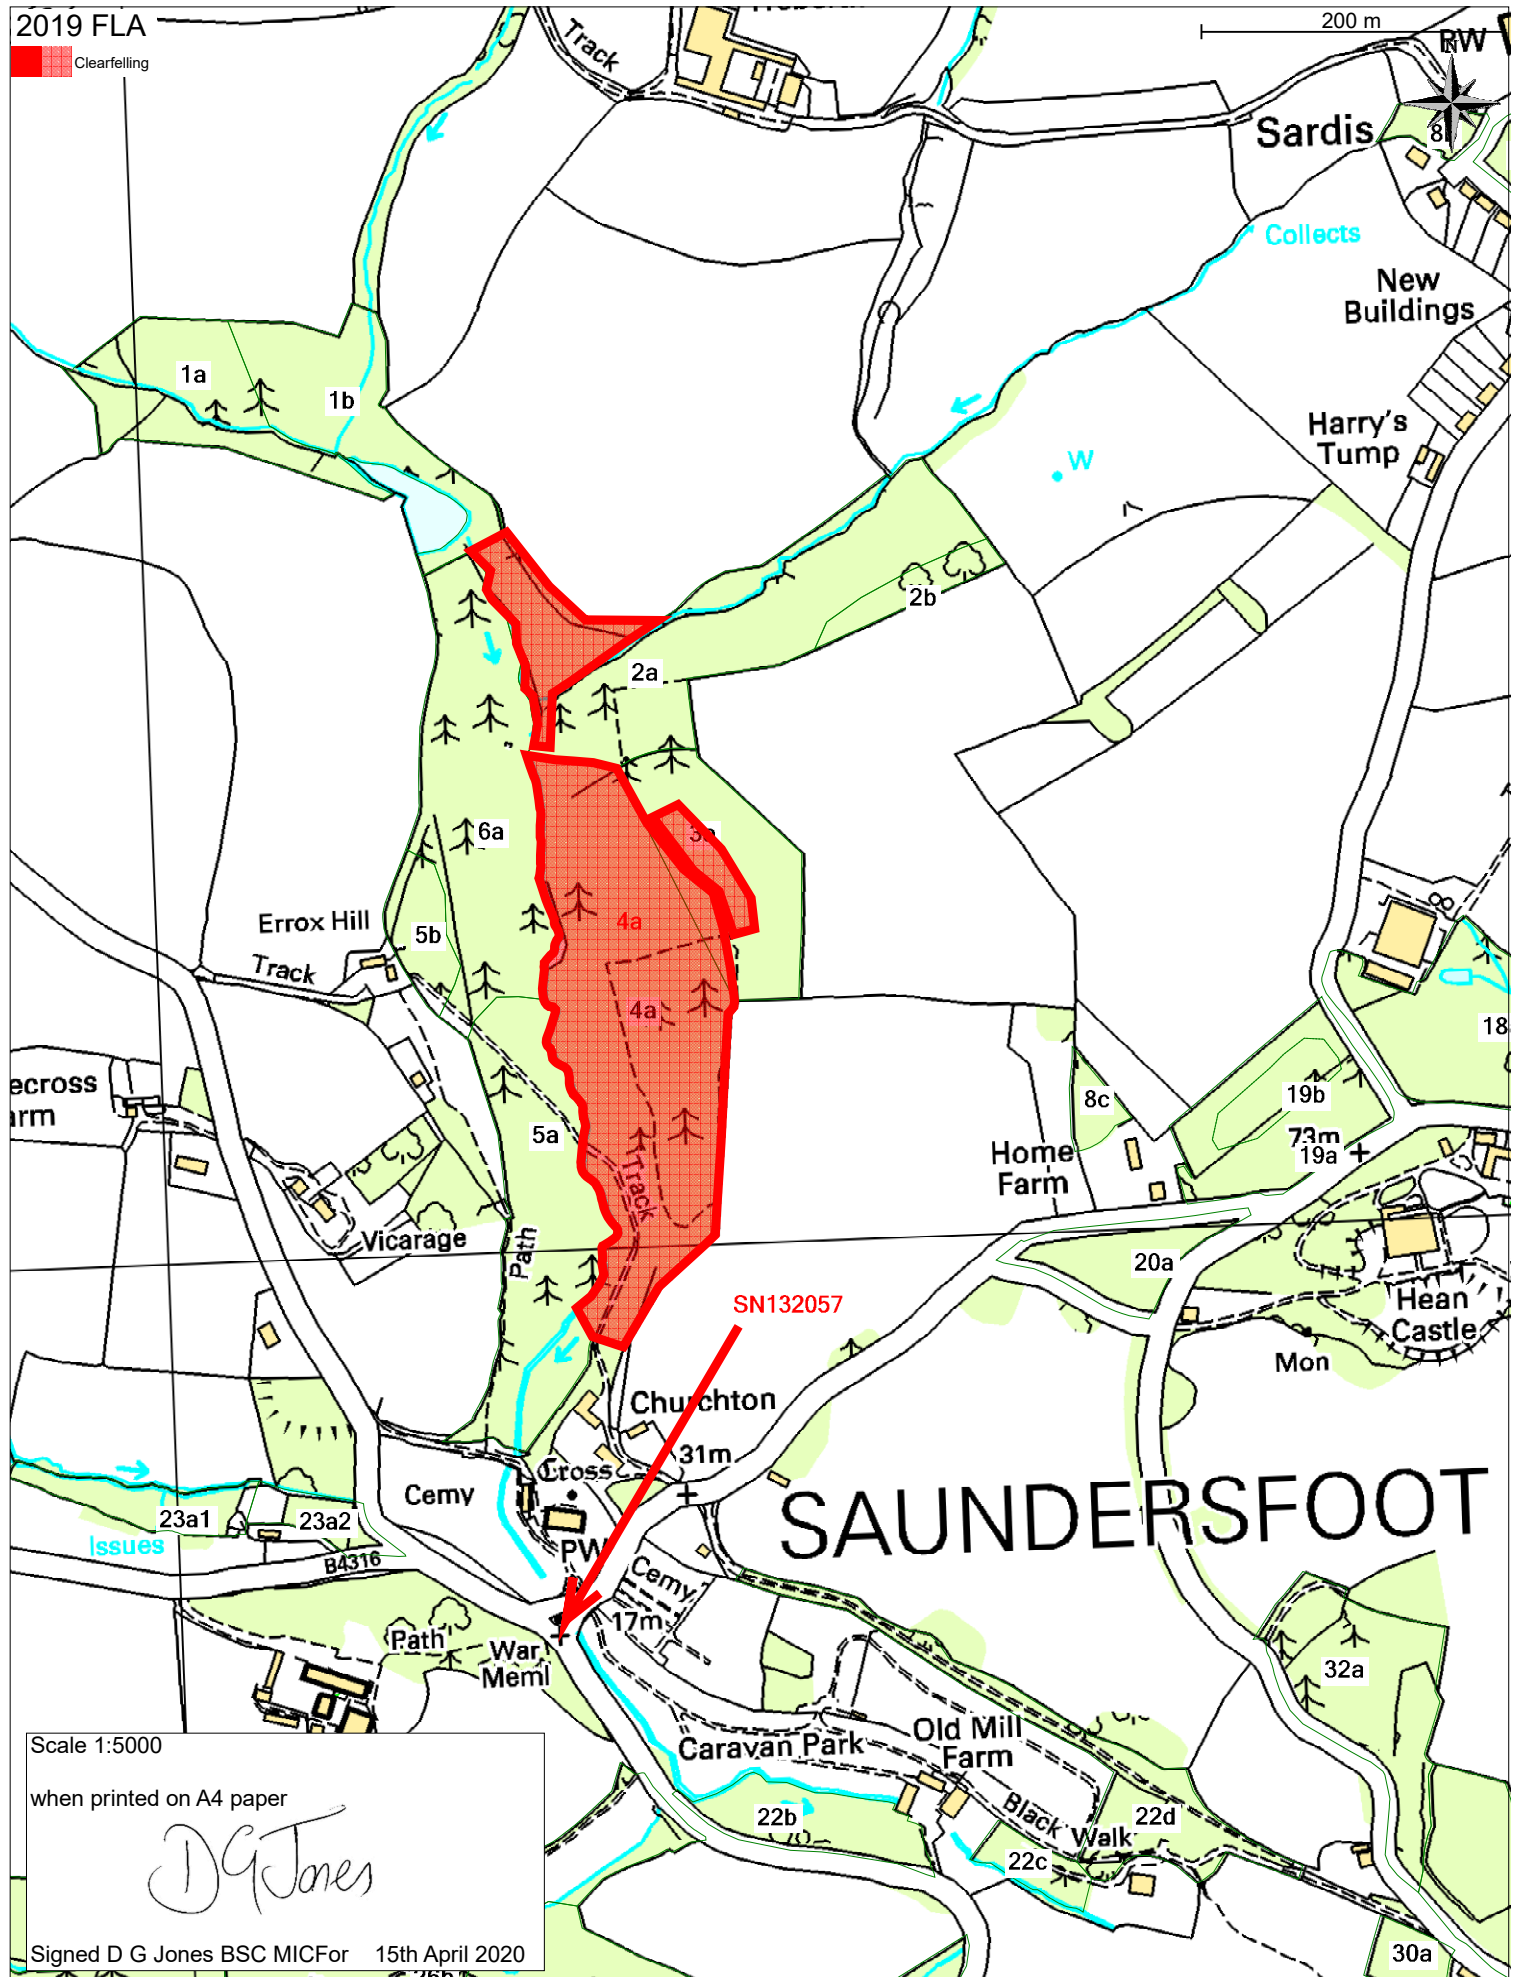 2019 FLA
Clearfelling
200 m
N
Track
Sardis
Collects
New
Buildings
Harry's
Tump
W
1a
1b
2b
2a
3a
6a
4a
4a
Errox Hill
5b
Track
18
8c
19b
73m
19a
Home
Farm
5a
Track
Vicarage
Path
20a
Hean
Castle
Mon
SN132057
Churchton
31m
Cross
Cemy
SAUNDERSFOOT
23a1
23a2
Issues
B4316
PW
Cemy
17m
Path
War
Meml
32a
Old Mill
Farm
Caravan Park
22b
Black Walk
22d
22c
30a
Scale 1:5000
when printed on A4 paper
D G Jones
Signed D G Jones BSC MICFor 15th April 2020